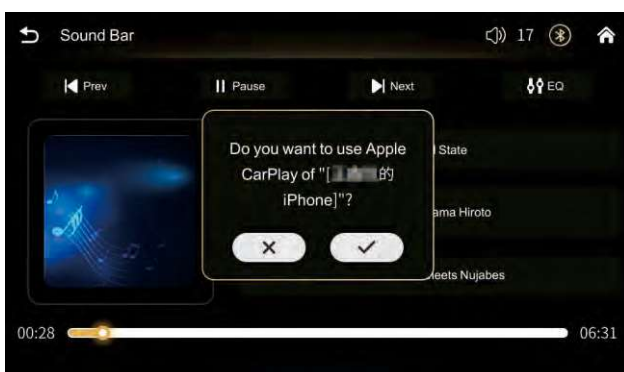 Sound Bar
17
Prev
Pause
Next
EQ
Do you want to use Apple
CarPlay of "[ 的
iPhone]"?
State
ama Hiroto
eets Nujabes
00:28
06:31